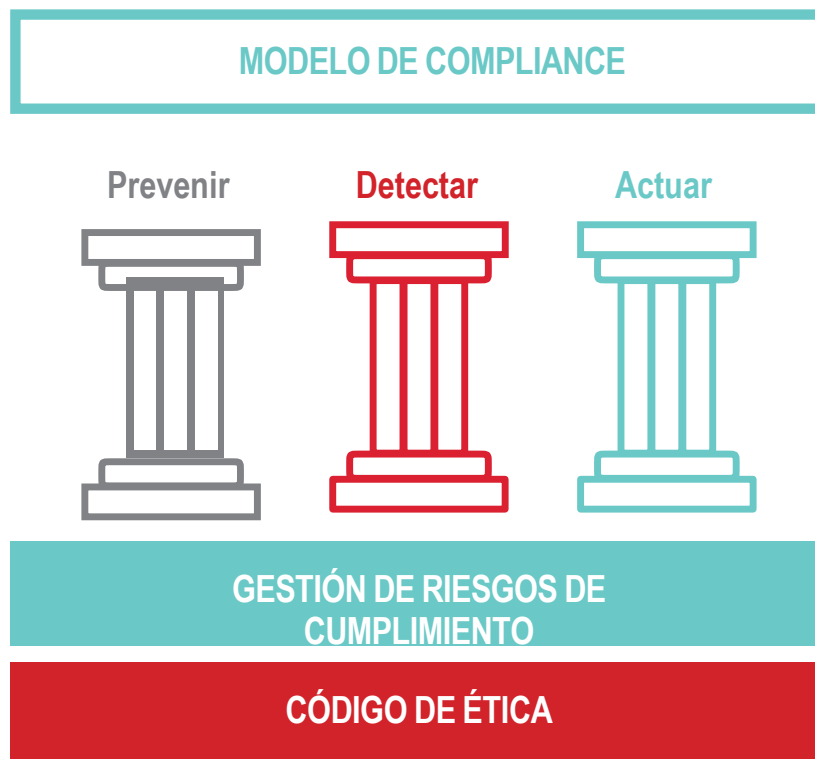 MODELO DE COMPLIANCE
Prevenir Detectar Actuar
GESTIÓN DE RIESGOS DE
CUMPLIMIENTO
CÓDIGO DE ÉTICA